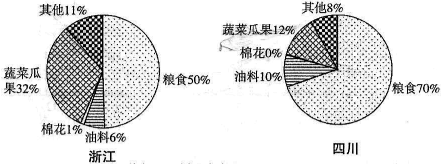 其他11%
蔬菜瓜
果32%
粮食50%
棉花1%
油料6%
浙江
其他8%
蔬菜瓜果12%
棉花0%
油料10%
粮食70%
四川